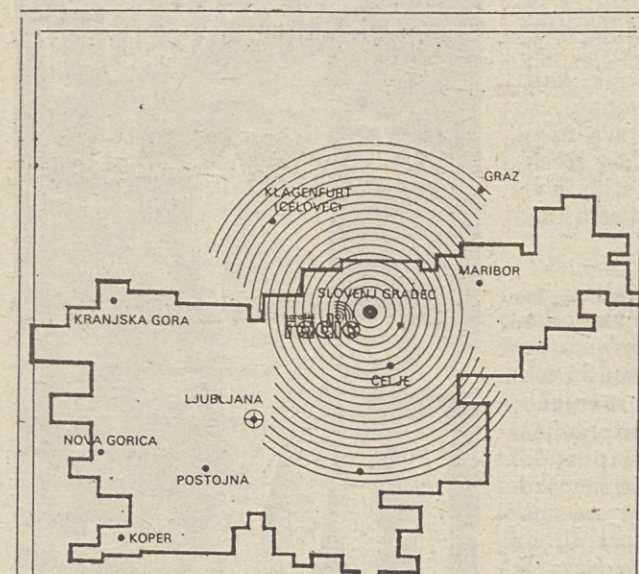 GRAZ
KLAGENFURT
(CELOVEC)
MARIBOR
SLOVENJ GRADEC
KRANJSKA GORA
radio
CELJE
LJUBLJANA
NOVA GORICA
POSTOJNA
KOPER